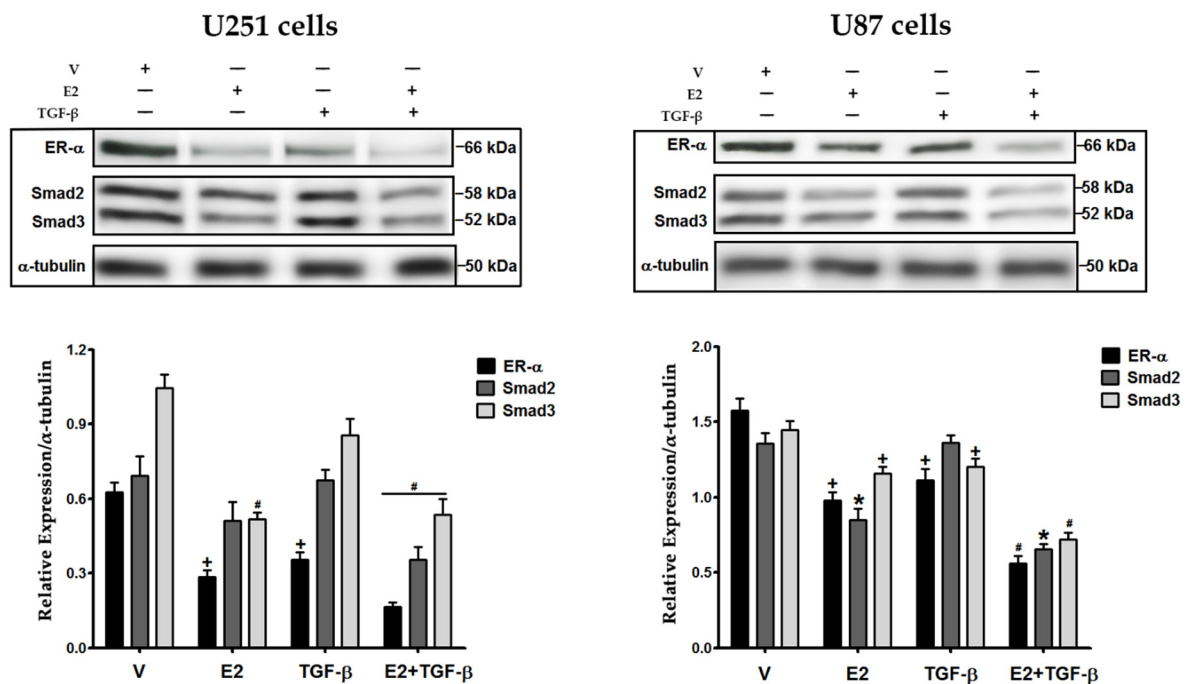 U251 cells
V + — — —
E2 — + — +
TGF-β — — + +
ER-α –66 kDa
Smad2 –58 kDa
Smad3 –52 kDa
α-tubulin –50 kDa
Relative Expression/α-tubulin
1.2
0.9
0.6
0.3
0.0
ER-α
Smad2
Smad3
+ # + #
V E2 TGF-β E2+TGF-β
U87 cells
V + — — —
E2 — + — +
TGF-β — — + +
ER-α –66 kDa
Smad2 –58 kDa
Smad3 –52 kDa
α-tubulin –50 kDa
Relative Expression/α-tubulin
2.0
1.5
1.0
0.5
0.0
ER-α
Smad2
Smad3
+ * + + + # * #
V E2 TGF-β E2+TGF-β